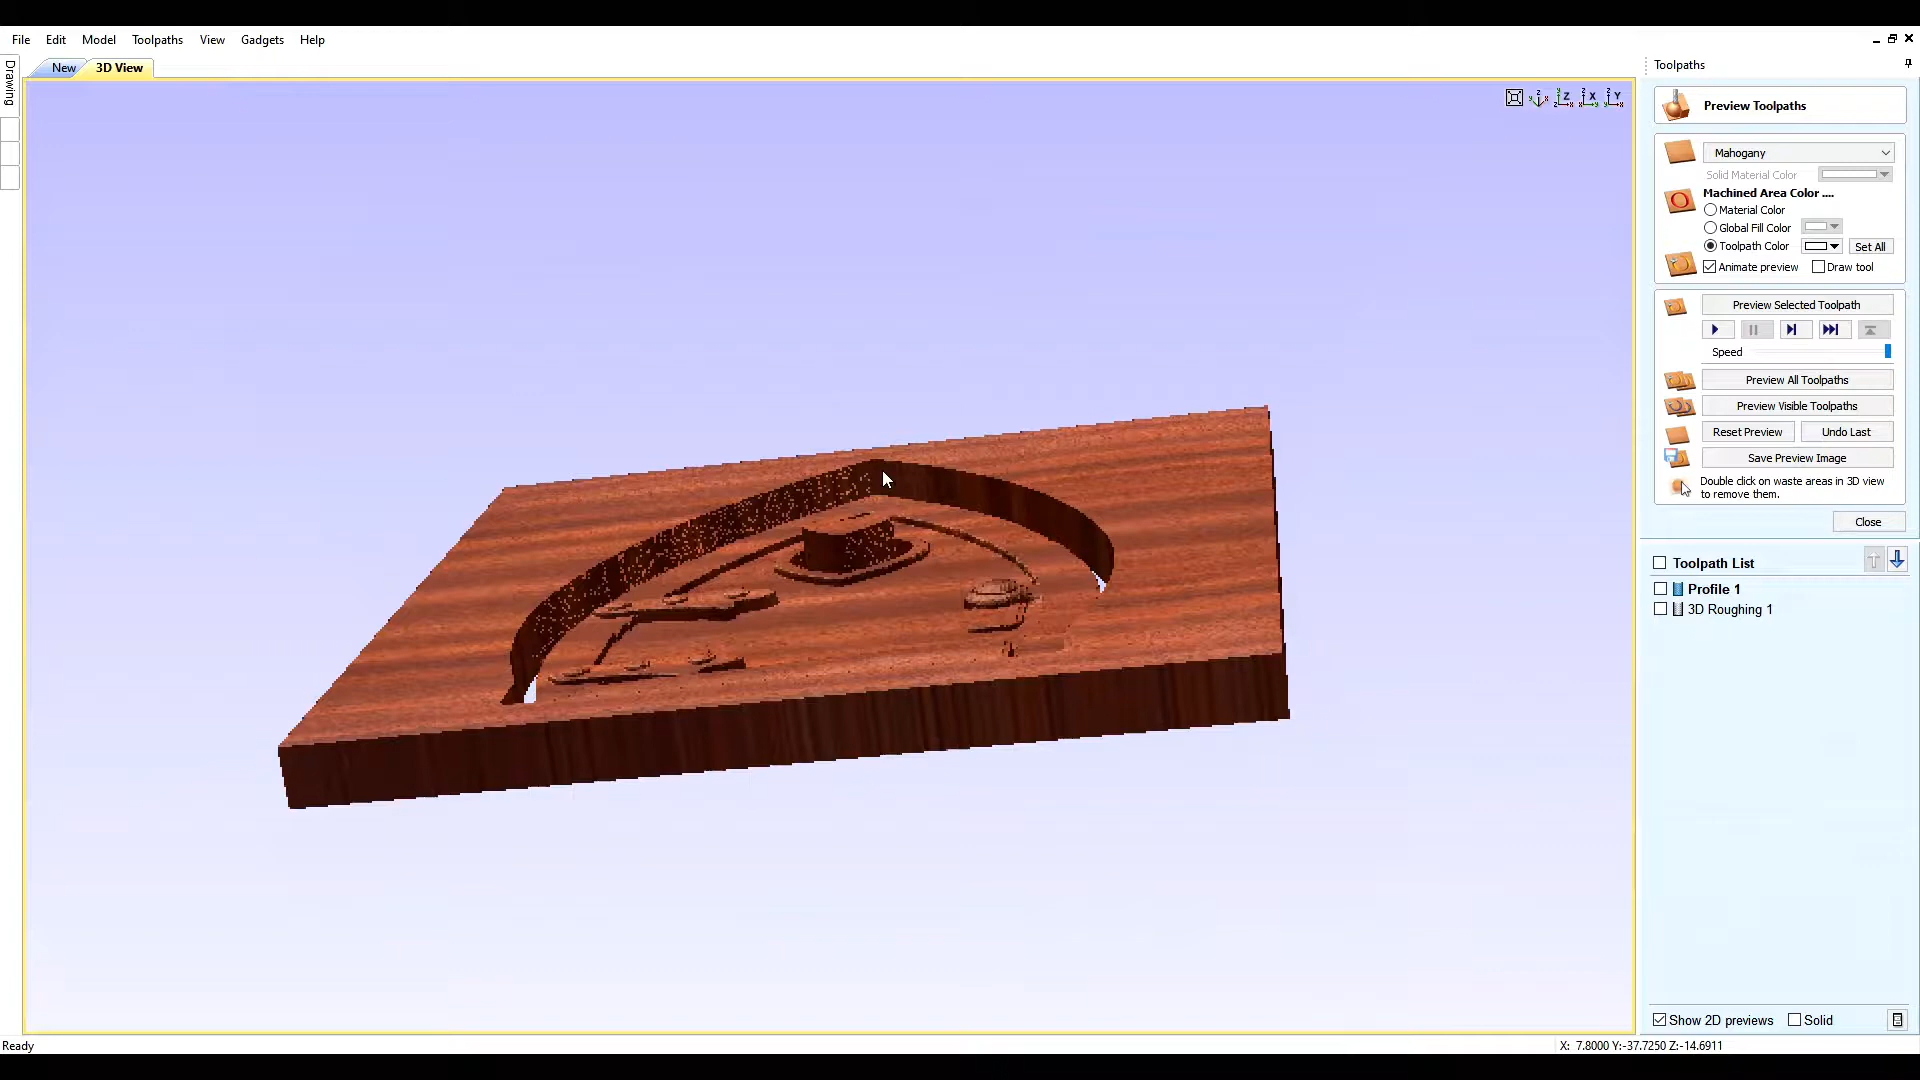 File Edit Model Toolpaths View Gadgets Help
Drawing
New 3D View
Toolpaths
Preview Toolpaths
Mahogany
Solid Material Color
Machined Area Color ....
Material Color
Global Fill Color
Toolpath Color Set All
Animate preview Draw tool
Preview Selected Toolpath
Speed
Preview All Toolpaths
Preview Visible Toolpaths
Reset Preview Undo Last
Save Preview Image
Double click on waste areas in 3D view
to remove them.
Close
Toolpath List
Profile 1
3D Roughing 1
Show 2D previews Solid
Ready X: 7.8000 Y:-37.7250 Z:-14.6911